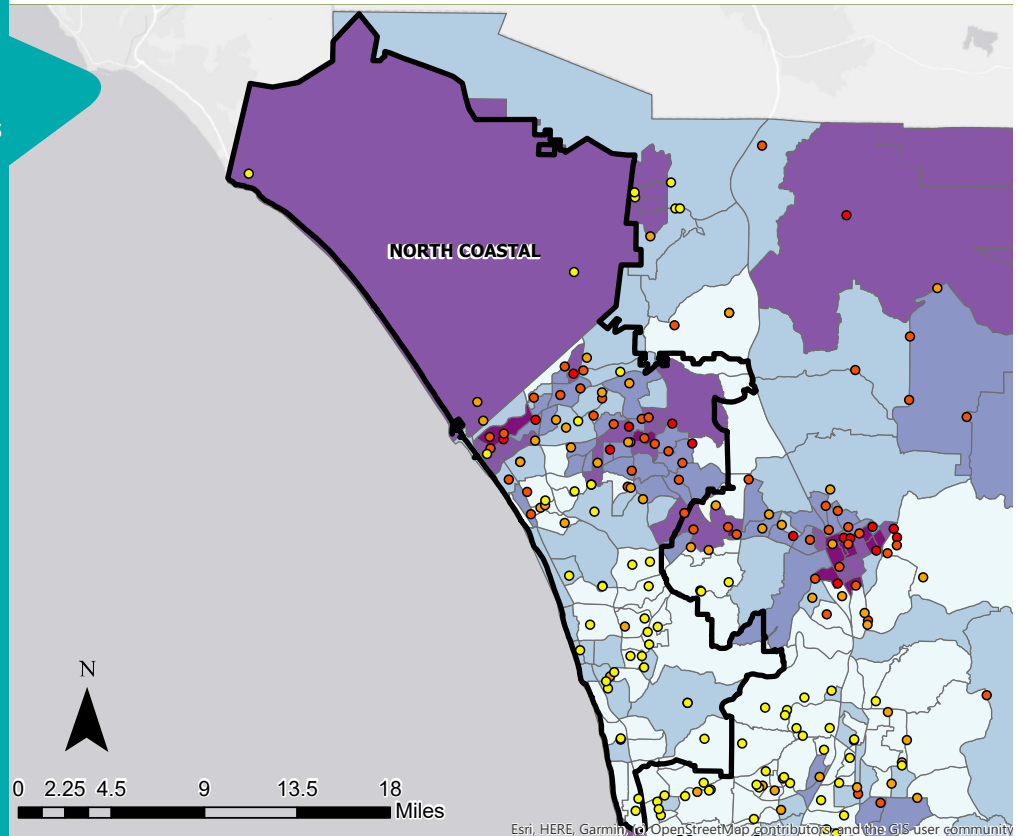 NORTH COASTAL
N
0 2.25 4.5 9 13.5 18
Miles
Esri, HERE, Garmin, (c) OpenStreetMap contributors, and the GIS user community